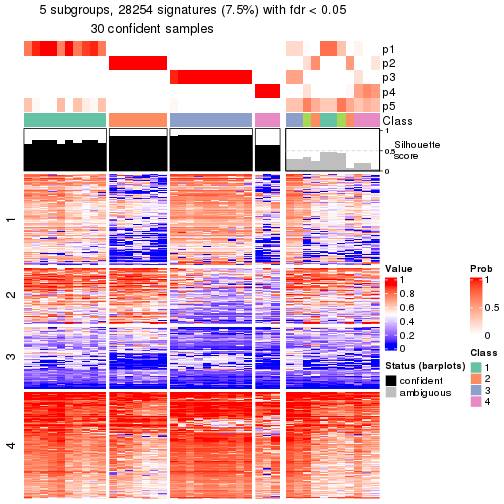 5 subgroups, 28254 signatures (7.5%) with fdr < 0.05
30 confident samples
p1
p2
p3
p4
p5
Class
1
0.5
0
Silhouette
score
1
2
3
4
Value
1
0.8
0.6
0.4
0.2
0
Status (barplots)
confident
ambiguous
Prob
1
0.5
0
Class
1
2
3
4